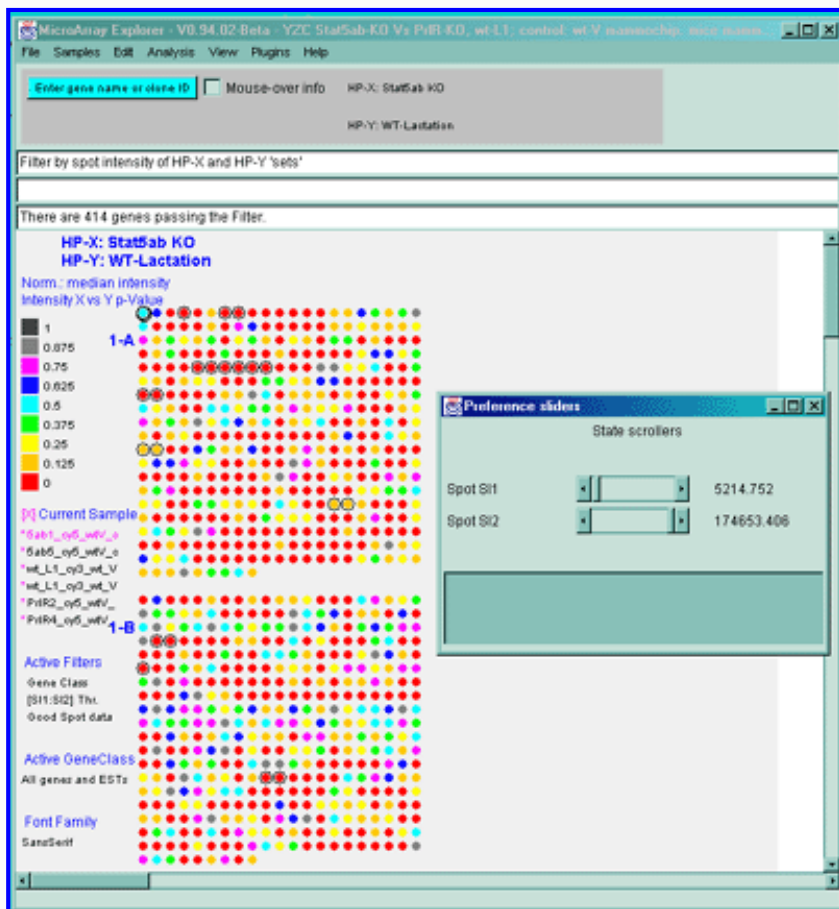 MicroArray Explorer - V0.94.02-Beta - YZC Stat5ab-KO Vs PrlR-KO, wt-L1; control; wt-V mammochip: mice mamm...
File Samples Edit Analysis View Plugins Help
Enter gene name or clone ID Mouse-over info HP-X: Stat5ab KO
HP-Y: WT-Lactation
Filter by spot intensity of HP-X and HP-Y 'sets'
There are 414 genes passing the Filter.
HP-X: Stat5ab KO
HP-Y: WT-Lactation
Norm.: median intensity
Intensity X vs Y p-Value
1
0.875
0.75
0.625
0.5
0.375
0.25
0.125
0
1-A
[X] Current Sample
*5ab1_cy5_wtV_c
*5ab5_cy5_wtV_c
*wt_L1_cy3_wt_V
*wt_L1_cy3_wt_V
*PrlR2_cy5_wtV_
*PrlR4_cy5_wtV_
1-B
Active Filters
Gene Class
[SI1:SI2] Thr.
Good Spot data
Active GeneClass
All genes and ESTs
Font Family
SansSerif
Preference sliders
State scrollers
Spot SI1 5214.752
Spot SI2 174653.406